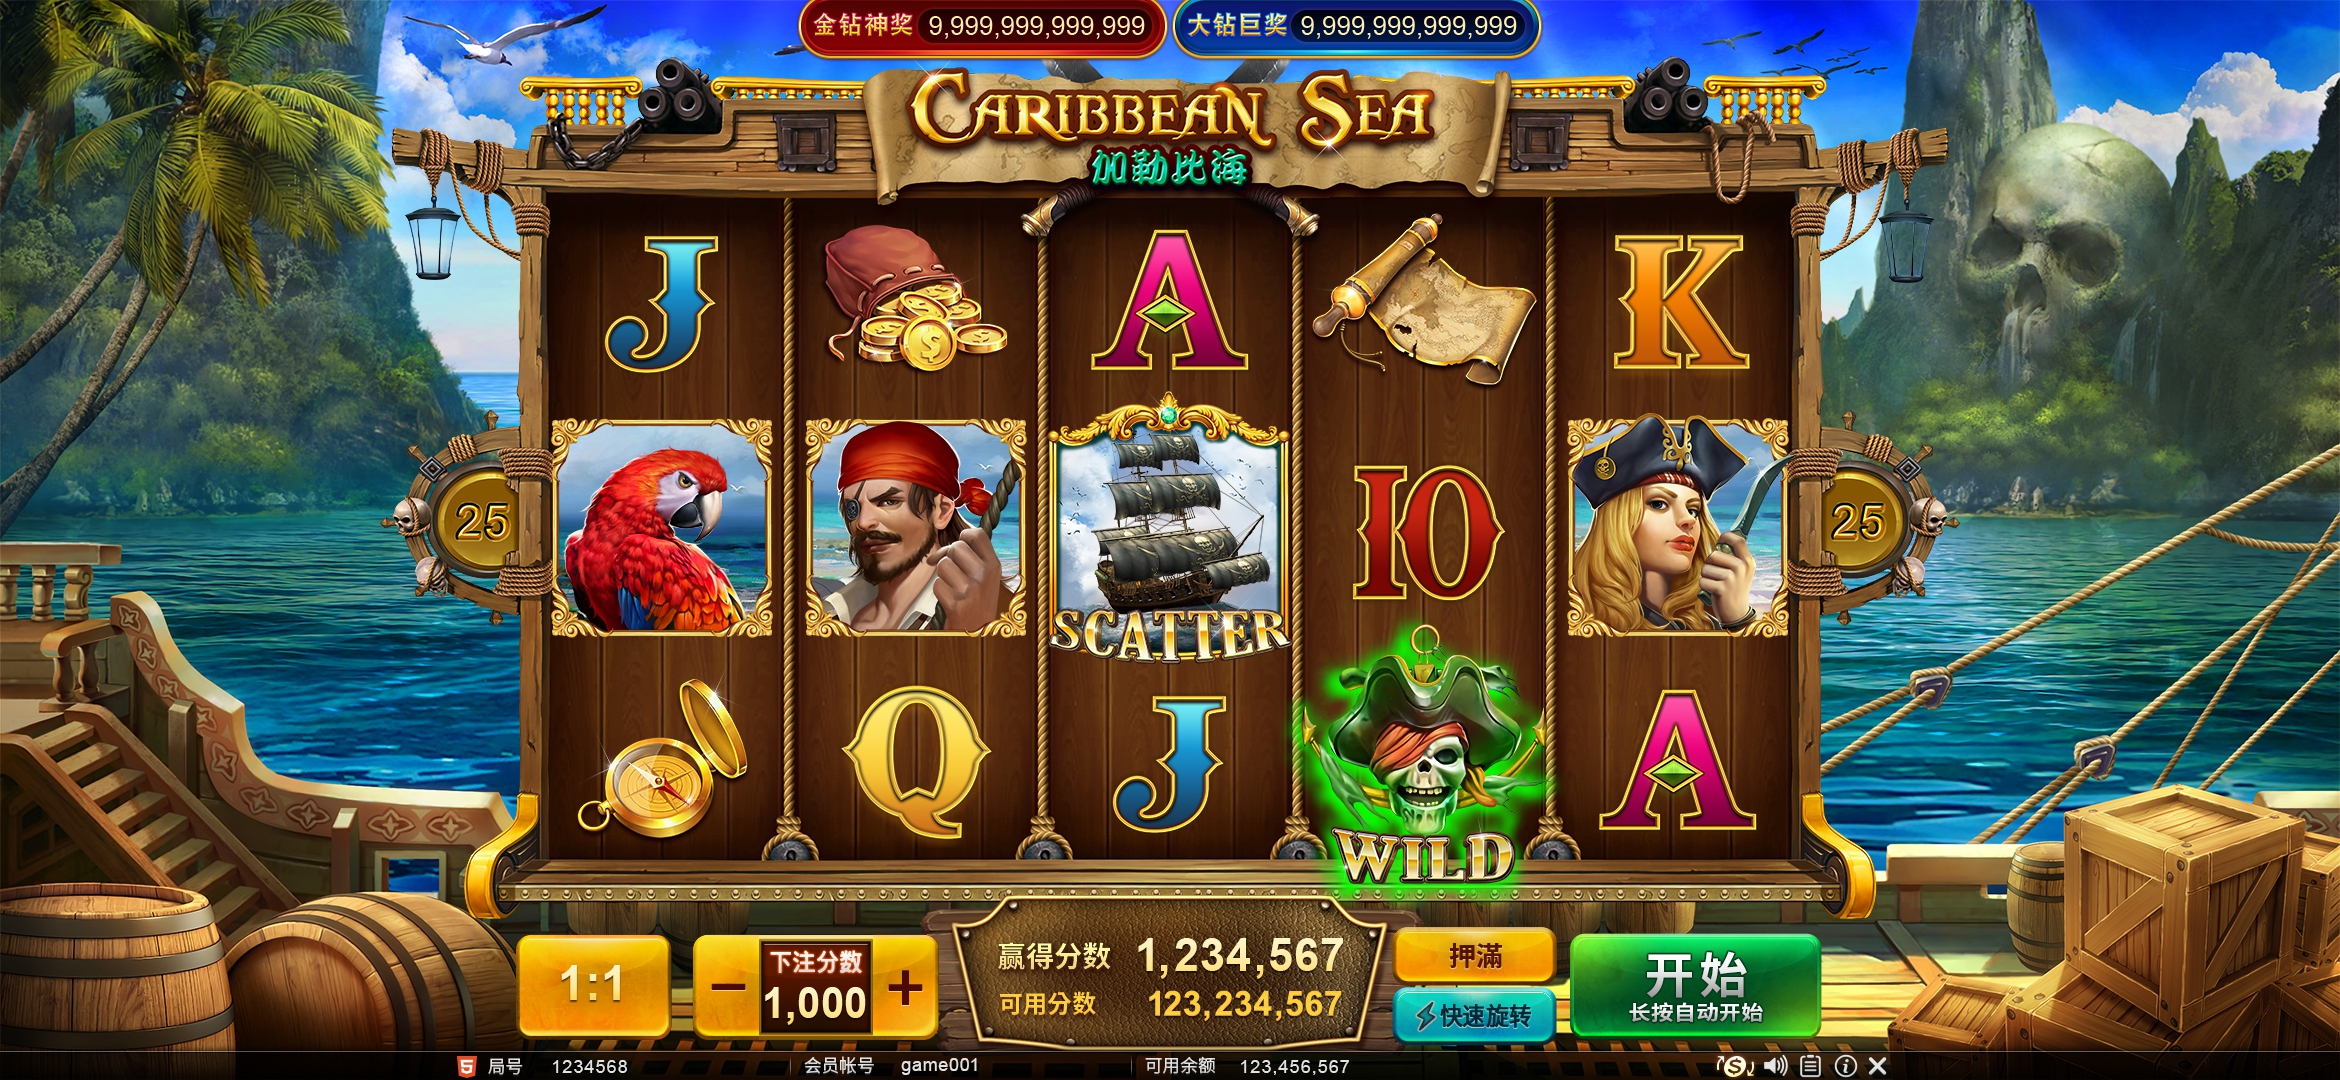 金钻神奖 9,999,999,999,999
大钻巨奖 9,999,999,999,999
CARIBBEAN SEA
加勒比海
J A K
25 10 25
SCATTER
Q J A
WILD
1:1
− 下注分数 +
1,000
赢得分数 1,234,567
可用分数 123,234,567
押滿
快速旋转
开始
长按自动开始
5 局号 1234568 会员帐号 game001 可用余额 123,456,567